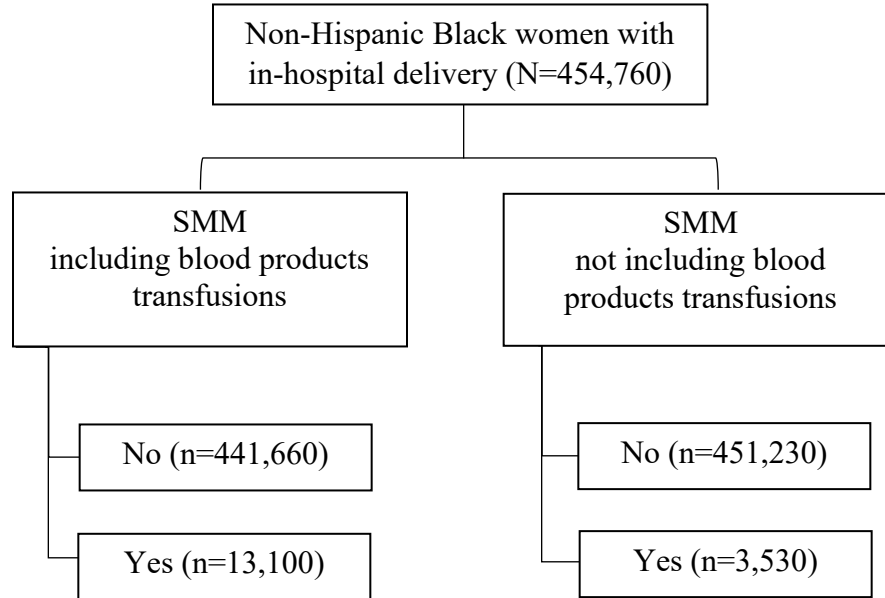 Non-Hispanic Black women with
in-hospital delivery (N=454,760)
SMM
including blood products
transfusions
SMM
not including blood
products transfusions
No (n=441,660)
Yes (n=13,100)
No (n=451,230)
Yes (n=3,530)